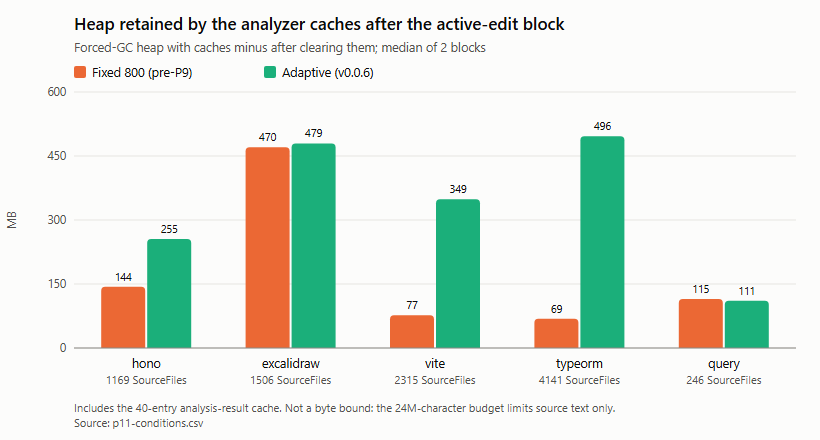 Heap retained by the analyzer caches after the active-edit block
Forced-GC heap with caches minus after clearing them; median of 2 blocks
Fixed 800 (pre-P9) Adaptive (v0.0.6)
600
450
300
150
0
MB
144 255
470 479
77 349
69 496
115 111
hono excalidraw vite typeorm query
1169 SourceFiles 1506 SourceFiles 2315 SourceFiles 4141 SourceFiles 246 SourceFiles
Includes the 40-entry analysis-result cache. Not a byte bound: the 24M-character budget limits source text only.
Source: p11-conditions.csv